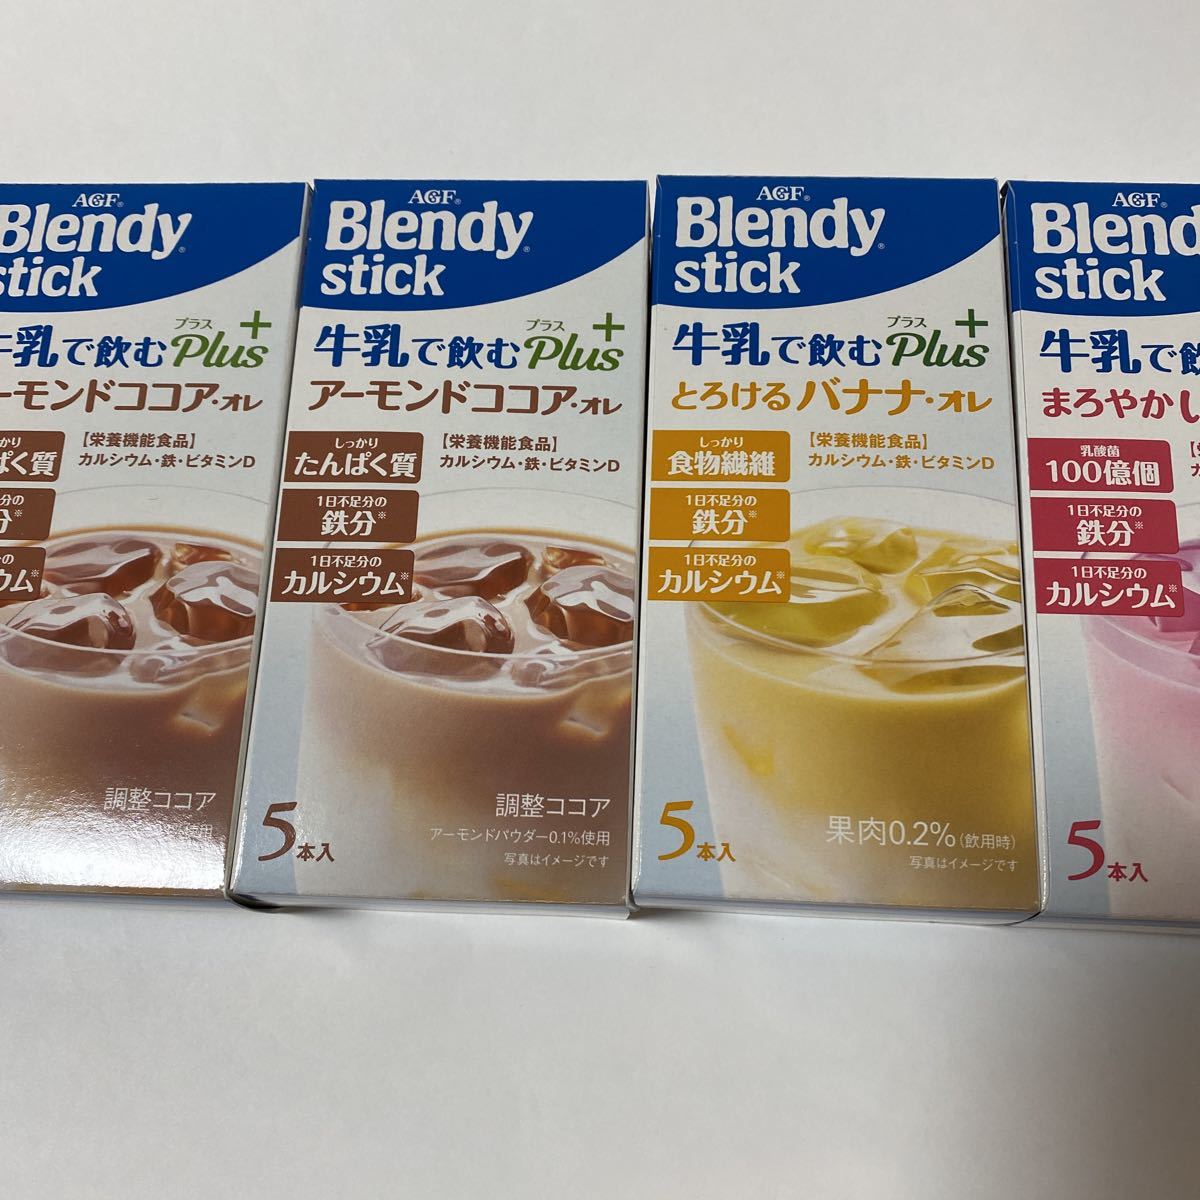 AGF®
Blendy®
stick
牛乳で飲む
プラス
Plus+
ーモンドココア・オレ
っかり
ぱく質
【栄養機能食品】
カルシウム・鉄・ビタミンD
分の
分※
の
ウム※
調整ココア
使用
AGF®
Blendy®
stick
牛乳で飲む
プラス
Plus+
アーモンドココア・オレ
しっかり
たんぱく質
【栄養機能食品】
カルシウム・鉄・ビタミンD
1日不足分の
鉄分※
1日不足分の
カルシウム※
調整ココア
アーモンドパウダー0.1%使用
写真はイメージです
5本入
AGF®
Blendy®
stick
牛乳で飲む
プラス
Plus+
とろけるバナナ・オレ
しっかり
食物繊維
【栄養機能食品】
カルシウム・鉄・ビタミンD
1日不足分の
鉄分※
1日不足分の
カルシウム※
果肉0.2%(飲用時)
写真はイメージです
5本入
AGF®
Blend
stick
牛乳で飲
まろやか
乳酸菌
100億個
1日不足分の
鉄分※
1日不足分の
カルシウム※
5本入